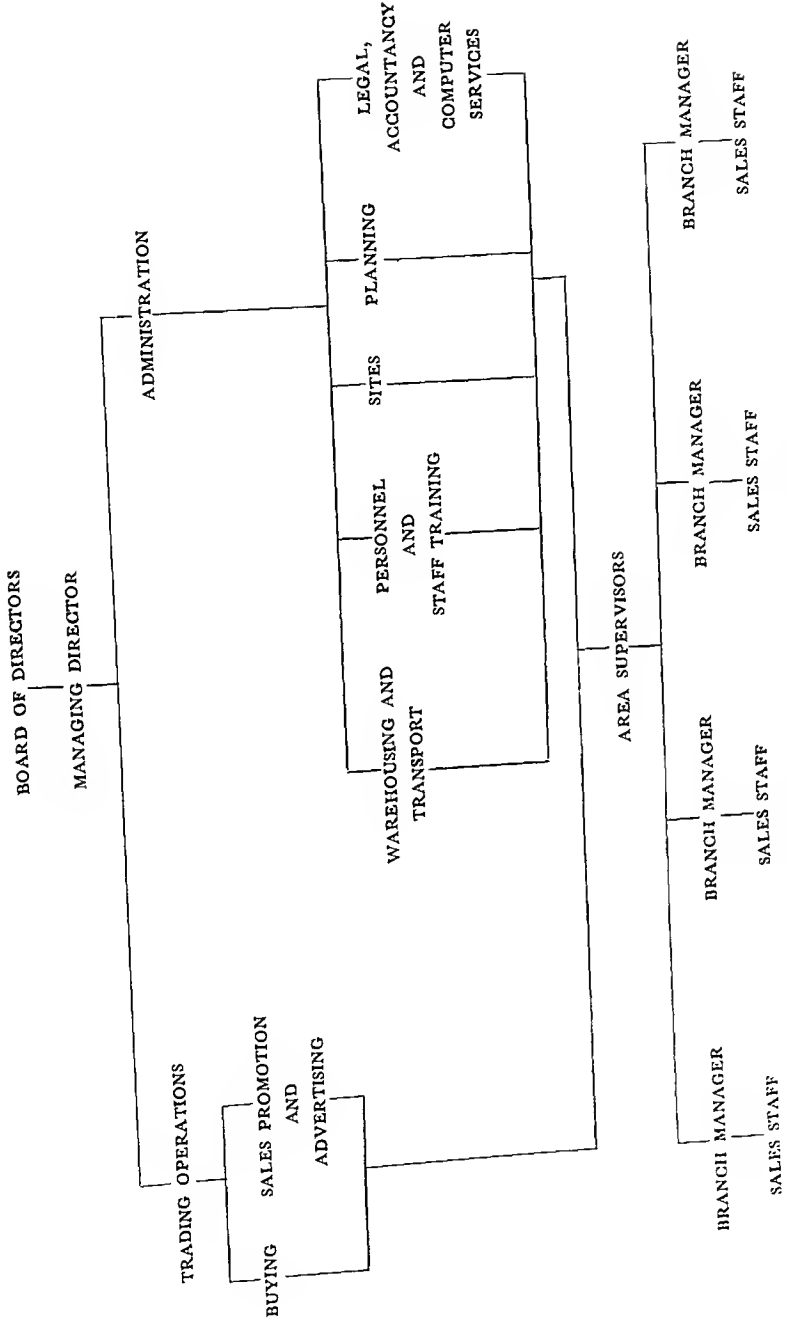 BOARD OF DIRECTORS
MANAGING DIRECTOR
TRADING OPERATIONS
ADMINISTRATION
BUYING
SALES PROMOTION
AND
ADVERTISING
WAREHOUSING AND
TRANSPORT
PERSONNEL
AND
STAFF TRAINING
SITES
PLANNING
LEGAL,
ACCOUNTANCY
AND
COMPUTER
SERVICES
AREA SUPERVISORS
BRANCH MANAGER
SALES STAFF
BRANCH MANAGER
SALES STAFF
BRANCH MANAGER
SALES STAFF
BRANCH MANAGER
SALES STAFF